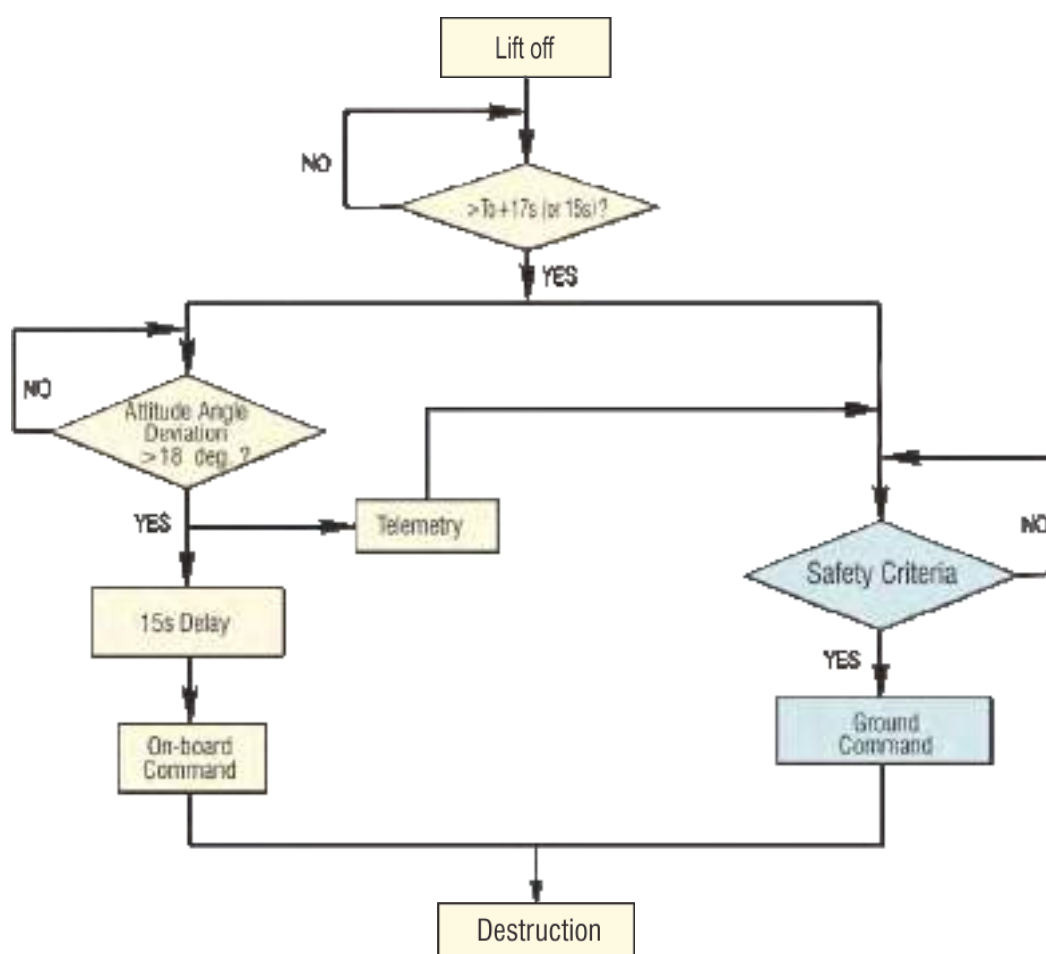 Lift off
NO
>To+17s (or 15s)?
YES
NO
Attitude Angle
Deviation
>18 deg. ?
YES
Telemetry
NO
Safety Criteria
15s Delay
YES
On-board
Command
Ground
Command
Destruction